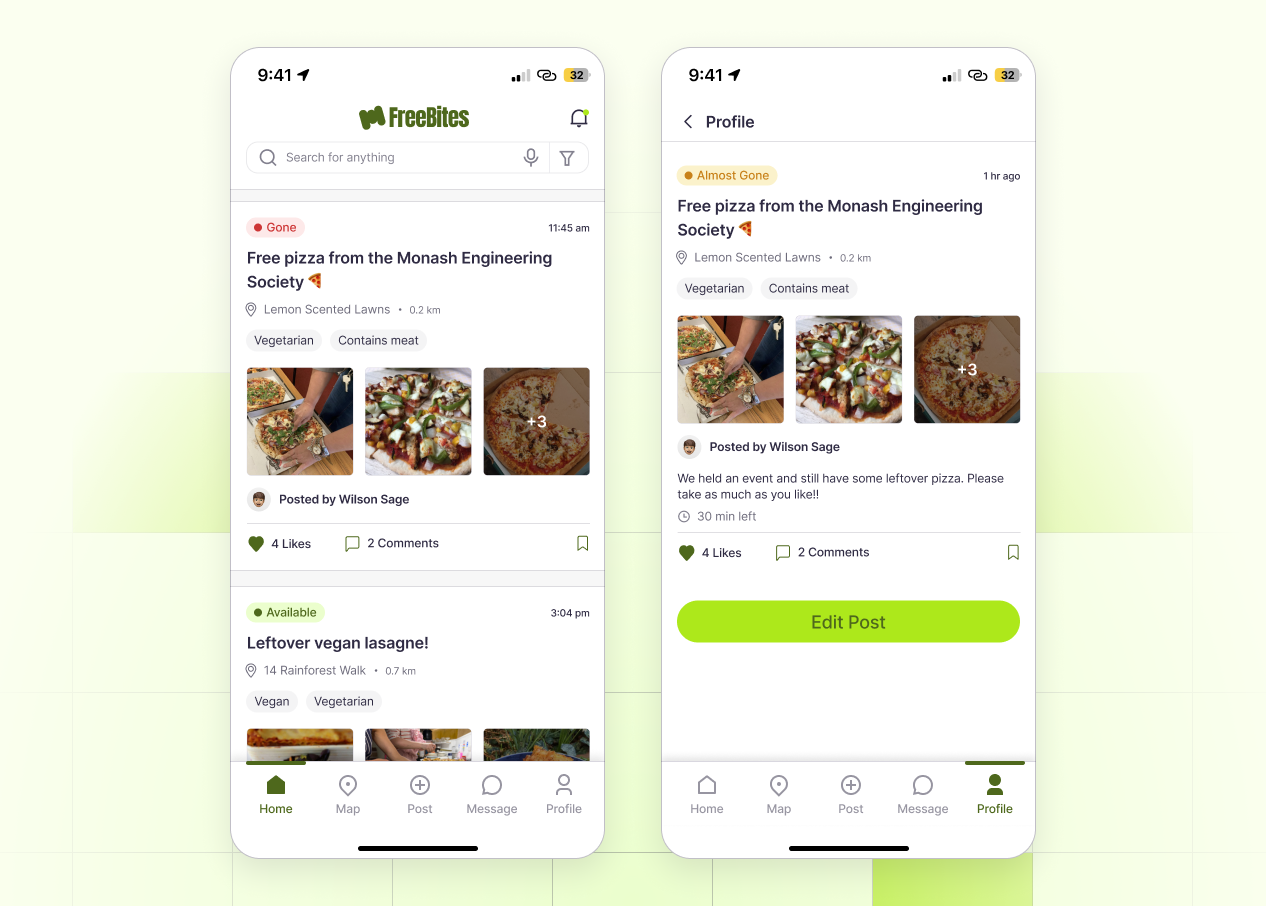 9:41
32
FreeBites
Search for anything
Gone
11:45 am
Free pizza from the Monash Engineering
Society 🍕
Lemon Scented Lawns • 0.2 km
Vegetarian
Contains meat
+3
Posted by Wilson Sage
4 Likes
2 Comments
Available
3:04 pm
Leftover vegan lasagne!
14 Rainforest Walk • 0.7 km
Vegan
Vegetarian
Home
Map
Post
Message
Profile
9:41
32
Profile
Almost Gone
1 hr ago
Free pizza from the Monash Engineering
Society 🍕
Lemon Scented Lawns • 0.2 km
Vegetarian
Contains meat
+3
Posted by Wilson Sage
We held an event and still have some leftover pizza. Please
take as much as you like!!
30 min left
4 Likes
2 Comments
Edit Post
Home
Map
Post
Message
Profile